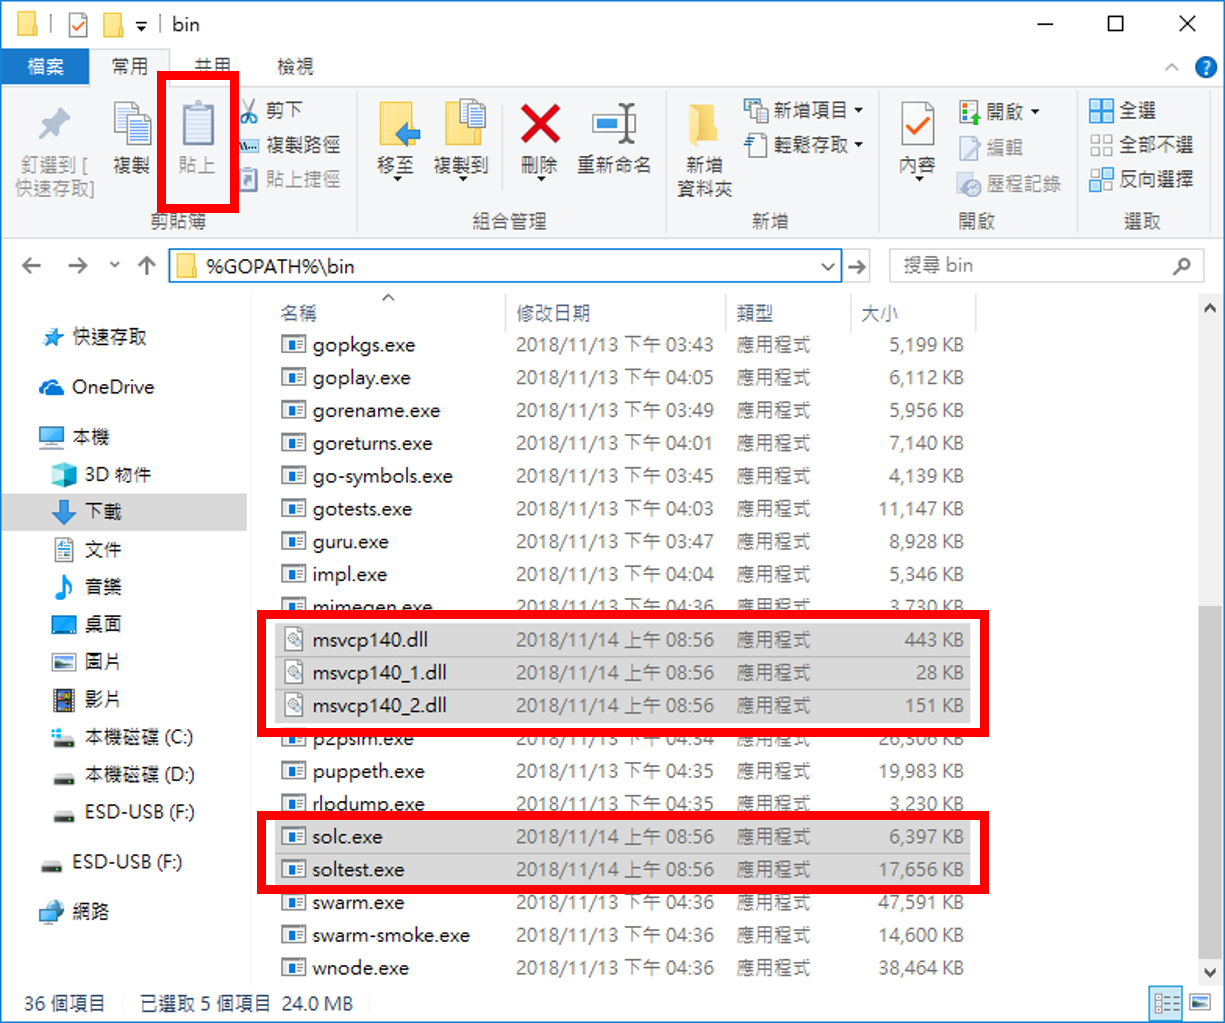 bin
檔案 常用 共用 檢視
釘選到 [
快速存取]
複製
貼上
剪下
複製路徑
貼上捷徑
剪貼簿
移至
複製到
刪除
重新命名
組合管理
新增
資料夾
新增項目
輕鬆存取
新增
內容
開啟
編輯
歷程記錄
開啟
全選
全部不選
反向選擇
選取
%GOPATH%\bin
搜尋 bin
快速存取
OneDrive
本機
3D 物件
下載
文件
音樂
桌面
圖片
影片
本機磁碟 (C:)
本機磁碟 (D:)
ESD-USB (F:)
ESD-USB (F:)
網路
名稱 修改日期 類型 大小
gopkgs.exe 2018/11/13 下午 03:43 應用程式 5,199 KB
goplay.exe 2018/11/13 下午 04:05 應用程式 6,112 KB
gorename.exe 2018/11/13 下午 03:49 應用程式 5,956 KB
goreturns.exe 2018/11/13 下午 04:01 應用程式 7,140 KB
go-symbols.exe 2018/11/13 下午 03:45 應用程式 4,139 KB
gotests.exe 2018/11/13 下午 04:03 應用程式 11,147 KB
guru.exe 2018/11/13 下午 03:47 應用程式 8,928 KB
impl.exe 2018/11/13 下午 04:04 應用程式 5,346 KB
mimegen.exe 2018/11/13 下午 04:36 應用程式 3,730 KB
msvcp140.dll 2018/11/14 上午 08:56 應用程式 443 KB
msvcp140_1.dll 2018/11/14 上午 08:56 應用程式 28 KB
msvcp140_2.dll 2018/11/14 上午 08:56 應用程式 151 KB
p2psim.exe 2018/11/13 下午 04:34 應用程式 26,306 KB
puppeth.exe 2018/11/13 下午 04:35 應用程式 19,983 KB
rlpdump.exe 2018/11/13 下午 04:35 應用程式 3,230 KB
solc.exe 2018/11/14 上午 08:56 應用程式 6,397 KB
soltest.exe 2018/11/14 上午 08:56 應用程式 17,656 KB
swarm.exe 2018/11/13 下午 04:36 應用程式 47,591 KB
swarm-smoke.exe 2018/11/13 下午 04:36 應用程式 14,600 KB
wnode.exe 2018/11/13 下午 04:36 應用程式 38,464 KB
36 個項目 已選取 5 個項目 24.0 MB